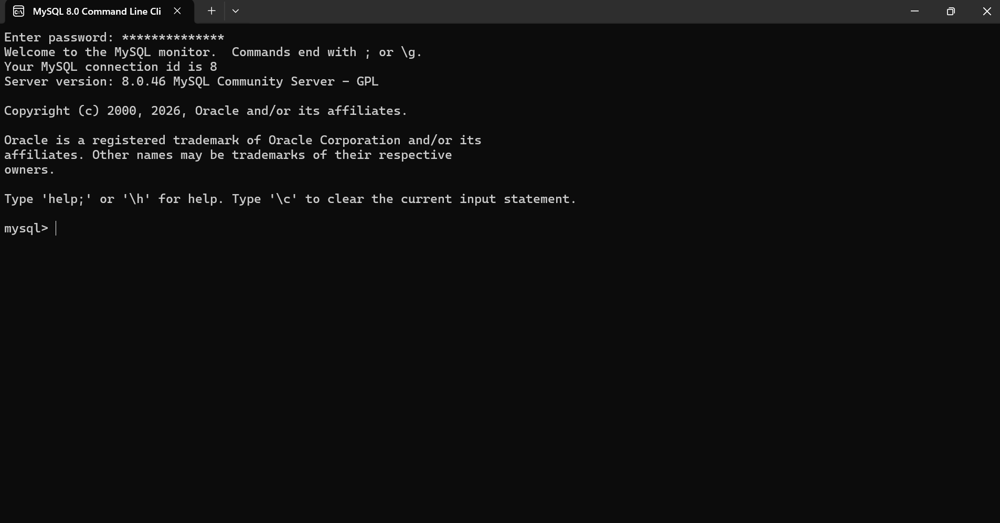 MySQL 8.0 Command Line Cli
Enter password: **************
Welcome to the MySQL monitor.  Commands end with ; or \g.
Your MySQL connection id is 8
Server version: 8.0.46 MySQL Community Server - GPL
Copyright (c) 2000, 2026, Oracle and/or its affiliates.
Oracle is a registered trademark of Oracle Corporation and/or its
affiliates. Other names may be trademarks of their respective
owners.
Type 'help;' or '\h' for help. Type '\c' to clear the current input statement.
mysql>